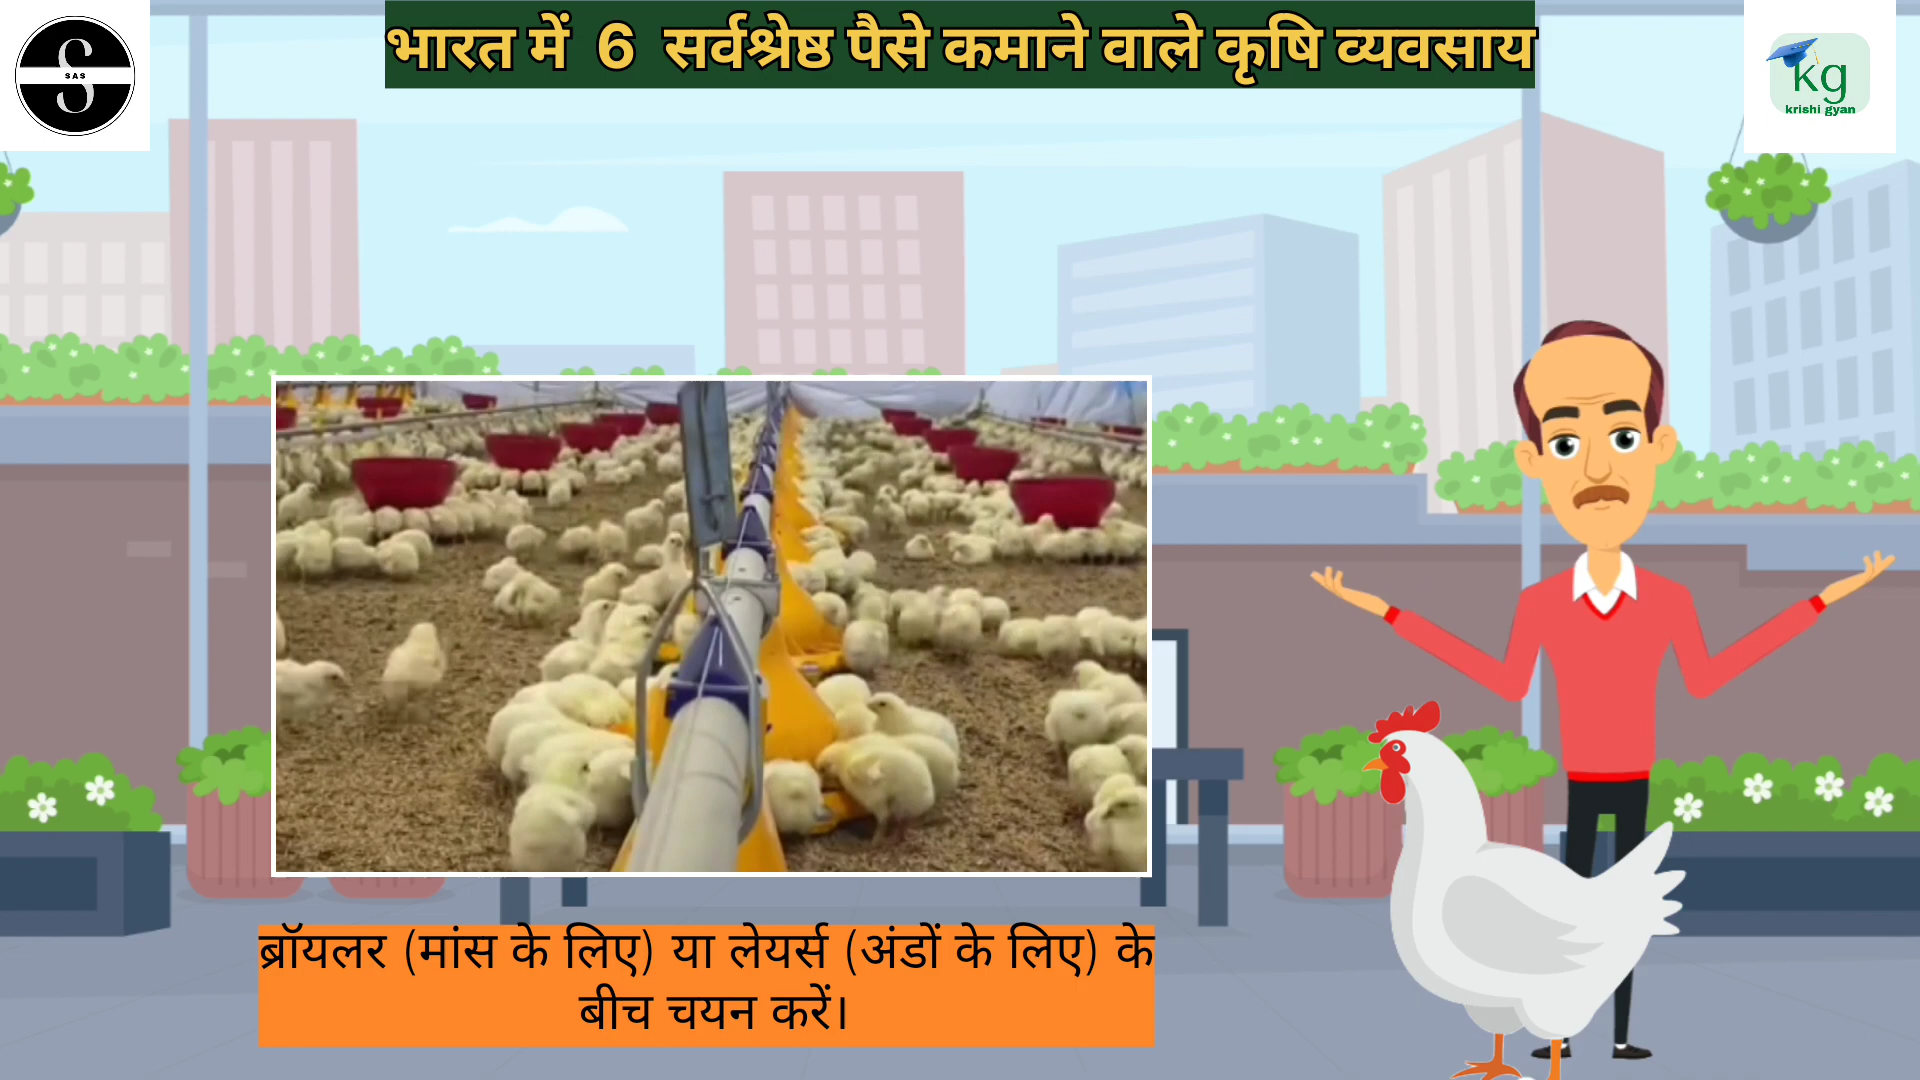 भारत में 6 सर्वश्रेष्ठ पैसे कमाने वाले कृषि व्यवसाय
SAS
kg
krishi gyan
ब्रॉयलर (मांस के लिए) या लेयर्स (अंडों के लिए) के
बीच चयन करें।